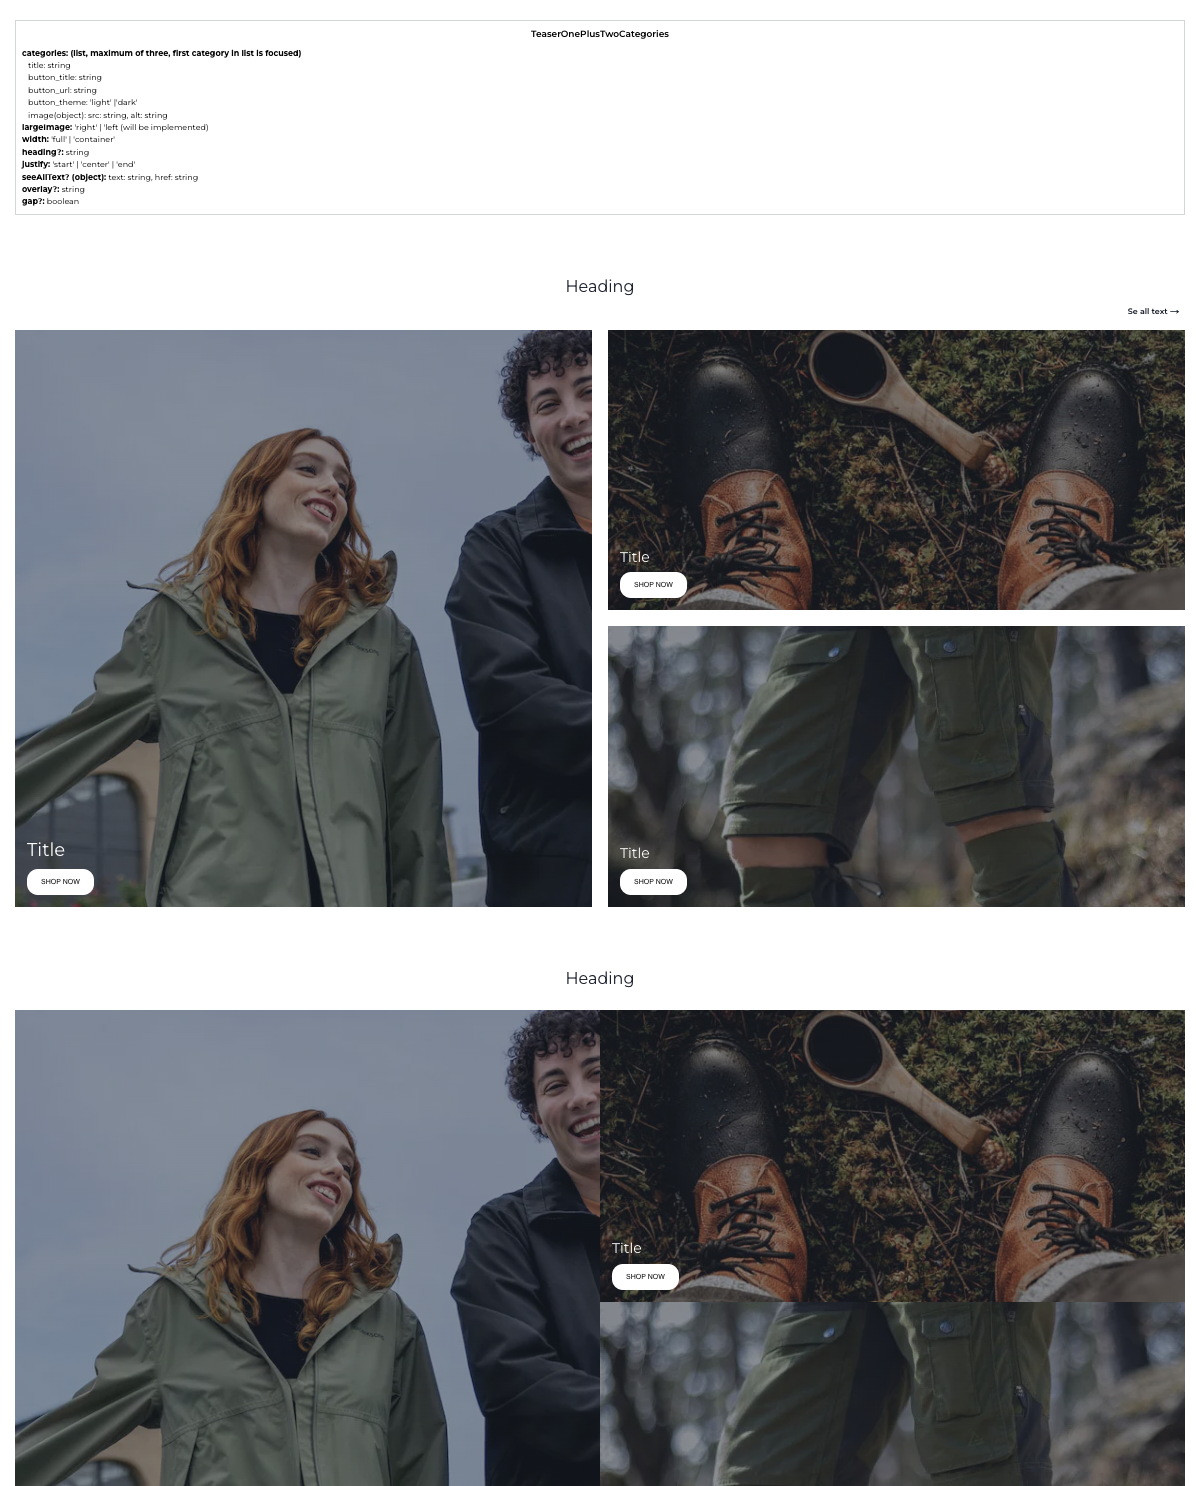 TeaserOnePlusTwoCategories
categories: (list, maximum of three, first category in list is focused)
title: string
button_title: string
button_url: string
button_theme: 'light' |'dark'
image(object): src: string, alt: string
largeImage: 'right' | 'left (will be implemented)
width: 'full' | 'container'
heading?: string
justify: 'start' | 'center' | 'end'
seeAllText? (object): text: string, href: string
overlay?: string
gap?: boolean
Heading
Se all text →
Title
SHOP NOW
Title
SHOP NOW
Title
SHOP NOW
Heading
Title
SHOP NOW